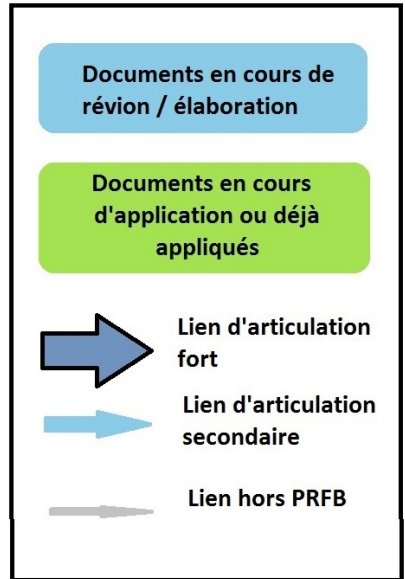 Documents en cours de
révion / élaboration
Documents en cours
d'application ou déjà
appliqués
Lien d'articulation
fort
Lien d'articulation
secondaire
Lien hors PRFB